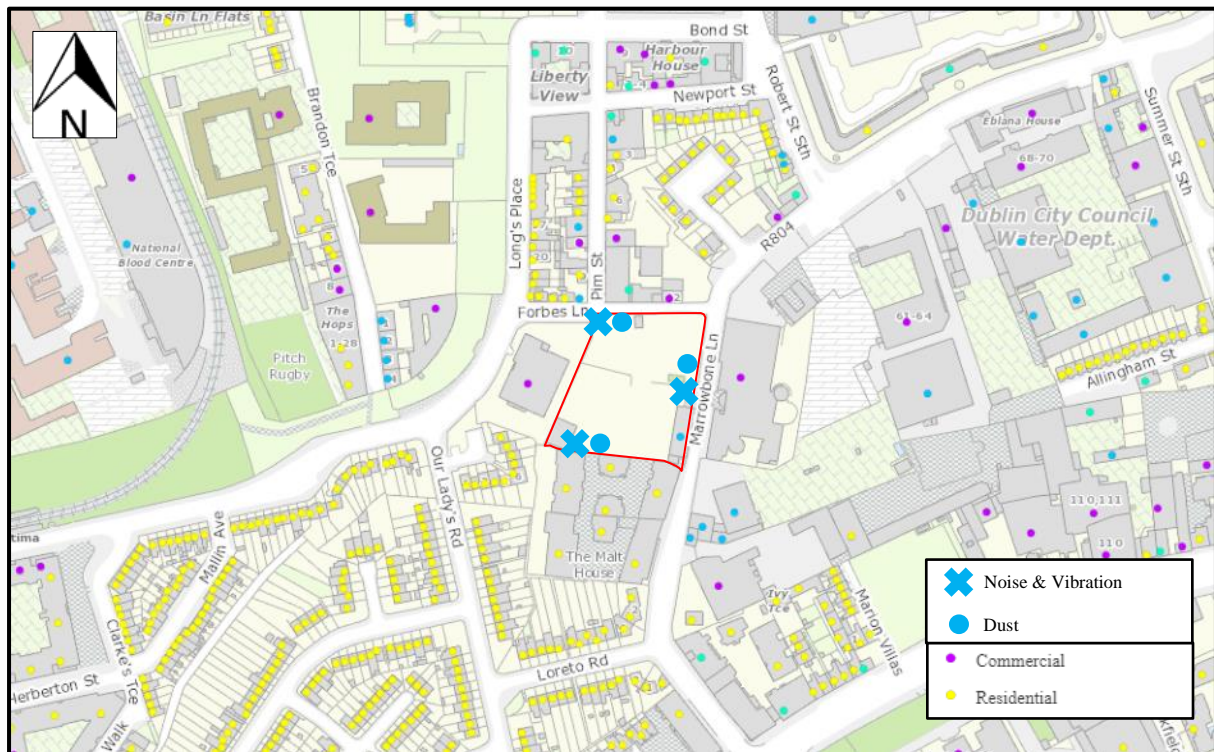 Basin Ln Flats
N
Bond St
Harbour
House
Liberty
View
Newport St
Robert St Sth
Brandon Tce
Eblana House
68-70
Summer St Sth
Dublin City Council
Water Dept.
R804
Long's Place
Pim St
National
Blood Centre
5
8
3
6
7
20
2
The
Hops
1-28
Forbes Ln
61-64
Pitch
Rugby
Marrowbone Ln
Allingham St
Our Lady's Rd
110,111
110
Malin Ave
The Malt
House
Ivy
Tce
Marion Villas
Clarke's Tce
Loreto Rd
Herberton St
Walk
Noise & Vibration
Dust
Commercial
Residential